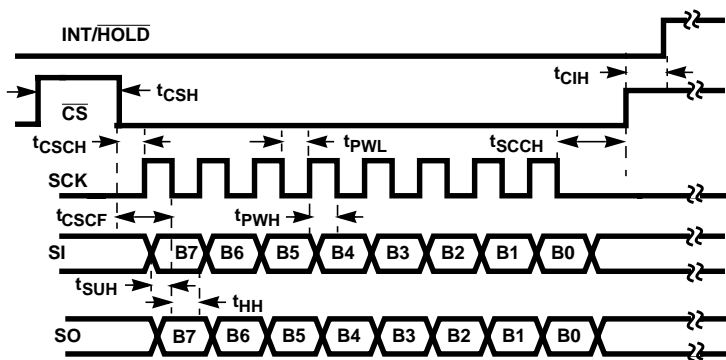 INT/HOLD
tCIH
tCSH
CS
tCSCH
tPWL
tSCCH
SCK
tCSCF
tPWH
SI B7 B6 B5 B4 B3 B2 B1 B0
tSUH
tHH
SO B7 B6 B5 B4 B3 B2 B1 B0